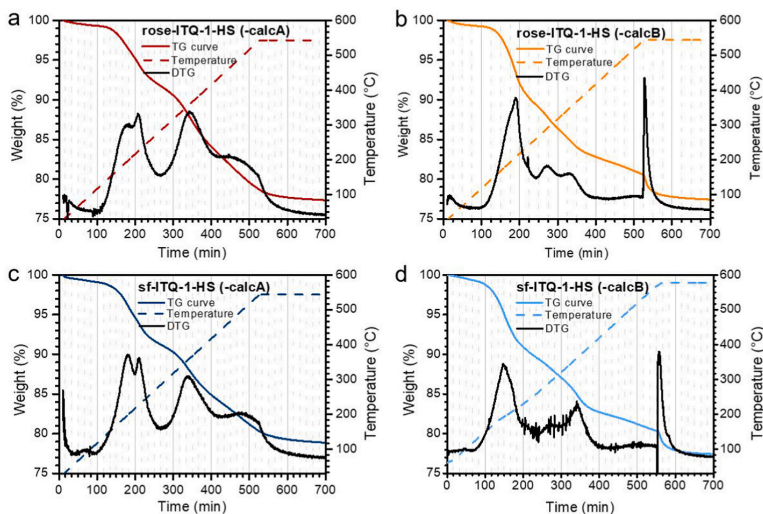 a
rose-ITQ-1-HS (-calcA)
TG curve
Temperature
DTG
100
95
90
85
80
75
Weight (%)
600
500
400
300
200
100
Temperature (°C)
0 100 200 300 400 500 600 700
Time (min)
b
rose-ITQ-1-HS (-calcB)
TG curve
Temperature
DTG
100
95
90
85
80
75
Weight (%)
600
500
400
300
200
100
Temperature (°C)
0 100 200 300 400 500 600 700
Time (min)
c
sf-ITQ-1-HS (-calcA)
TG curve
Temperature
DTG
100
95
90
85
80
75
Weight (%)
600
500
400
300
200
100
Temperature (°C)
0 100 200 300 400 500 600 700
Time (min)
d
sf-ITQ-1-HS (-calcB)
TG curve
Temperature
DTG
100
95
90
85
80
75
Weight (%)
600
500
400
300
200
100
Temperature (°C)
0 100 200 300 400 500 600 700
Time (min)